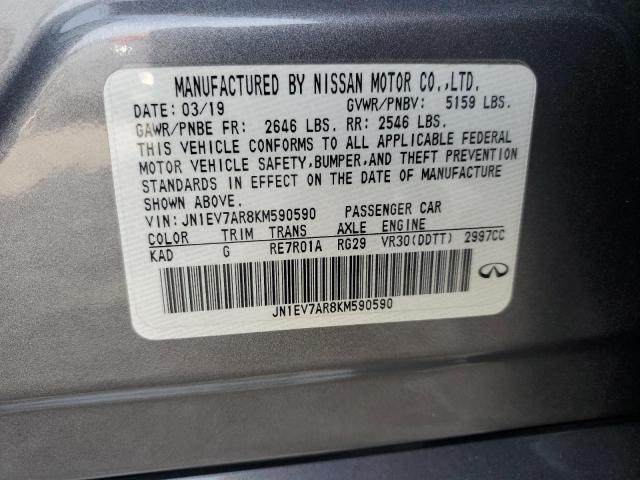 MANUFACTURED BY NISSAN MOTOR CO.,LTD.
DATE: 03/19 GVWR/PNBV: 5159 LBS.
GAWR/PNBE FR: 2646 LBS. RR: 2546 LBS.
THIS VEHICLE CONFORMS TO ALL APPLICABLE FEDERAL
MOTOR VEHICLE SAFETY,BUMPER,AND THEFT PREVENTION
STANDARDS IN EFFECT ON THE DATE OF MANUFACTURE
SHOWN ABOVE.
VIN: JN1EV7AR8KM590590 PASSENGER CAR
COLOR TRIM TRANS AXLE ENGINE
KAD G RE7R01A RG29 VR30(DDTT) 2997CC
JN1EV7AR8KM590590